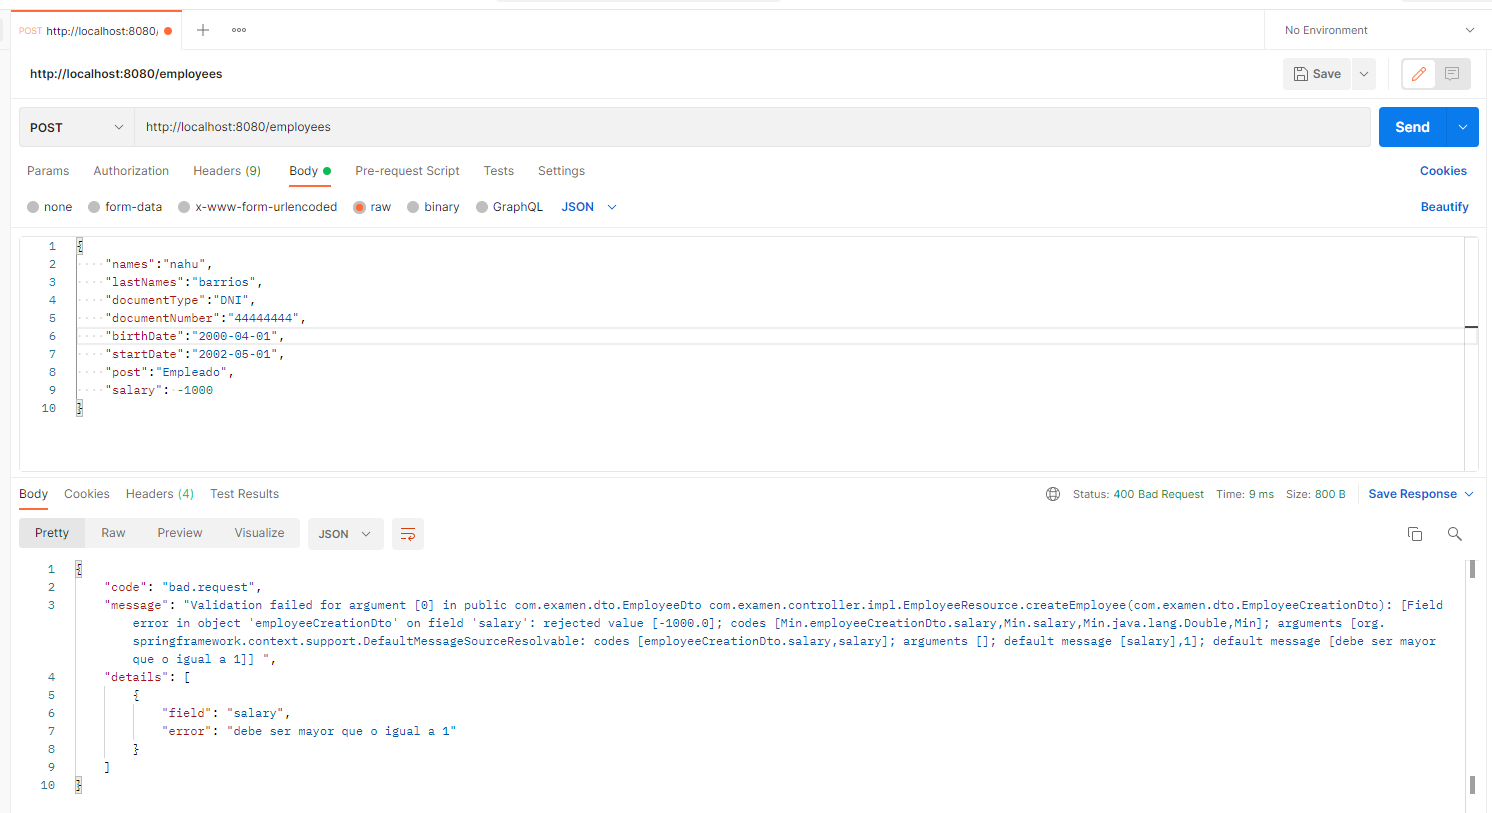 POST http://localhost:8080/
No Environment
http://localhost:8080/employees
Save
POST http://localhost:8080/employees Send
Params Authorization Headers (9) Body Pre-request Script Tests Settings Cookies
none form-data x-www-form-urlencoded raw binary GraphQL JSON Beautify
1 {
2 "names":"nahu",
3 "lastNames":"barrios",
4 "documentType":"DNI",
5 "documentNumber":"44444444",
6 "birthDate":"2000-04-01",
7 "startDate":"2002-05-01",
8 "post":"Empleado",
9 "salary": -1000
10 }
Body Cookies Headers (4) Test Results Status: 400 Bad Request Time: 9 ms Size: 800 B Save Response
Pretty Raw Preview Visualize JSON
1 {
2 "code": "bad.request",
3 "message": "Validation failed for argument [0] in public com.examen.dto.EmployeeDto com.examen.controller.impl.EmployeeResource.createEmployee(com.examen.dto.EmployeeCreationDto): [Field
error in object 'employeeCreationDto' on field 'salary': rejected value [-1000.0]; codes [Min.employeeCreationDto.salary,Min.salary,Min.java.lang.Double,Min]; arguments [org.
springframework.context.support.DefaultMessageSourceResolvable: codes [employeeCreationDto.salary,salary]; arguments []; default message [salary],1]; default message [debe ser mayor
que o igual a 1]] ",
4 "details": [
5 {
6 "field": "salary",
7 "error": "debe ser mayor que o igual a 1"
8 }
9 ]
10 }